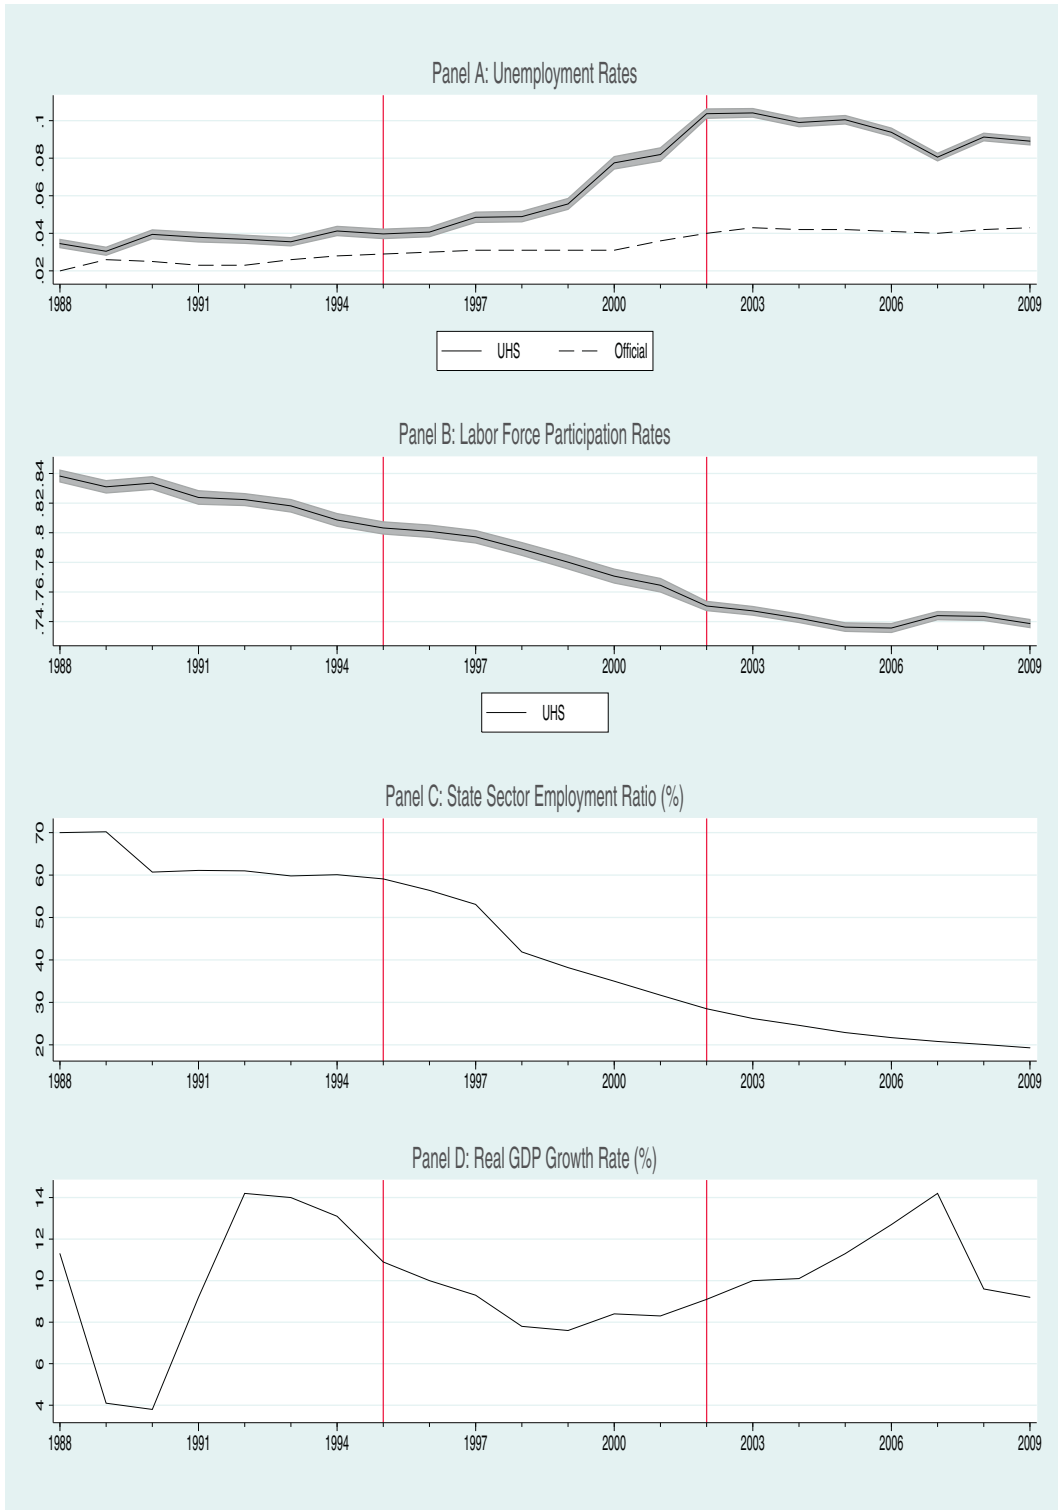 Panel A: Unemployment Rates
.02 .04 .06 .08 .1
1988 1991 1994 1997 2000 2003 2006 2009
UHS Official
Panel B: Labor Force Participation Rates
.74 .76 .78 .8 .82 .84
1988 1991 1994 1997 2000 2003 2006 2009
UHS
Panel C: State Sector Employment Ratio (%)
20 30 40 50 60 70
1988 1991 1994 1997 2000 2003 2006 2009
Panel D: Real GDP Growth Rate (%)
4 6 8 10 12 14
1988 1991 1994 1997 2000 2003 2006 2009